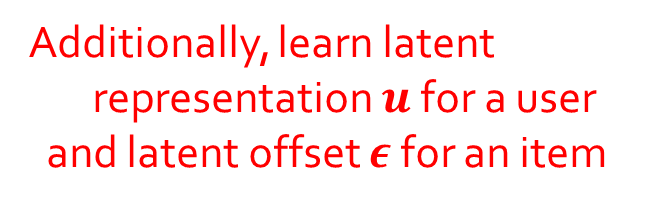 Additionally, learn latent
representation u for a user
and latent offset ϵ for an item